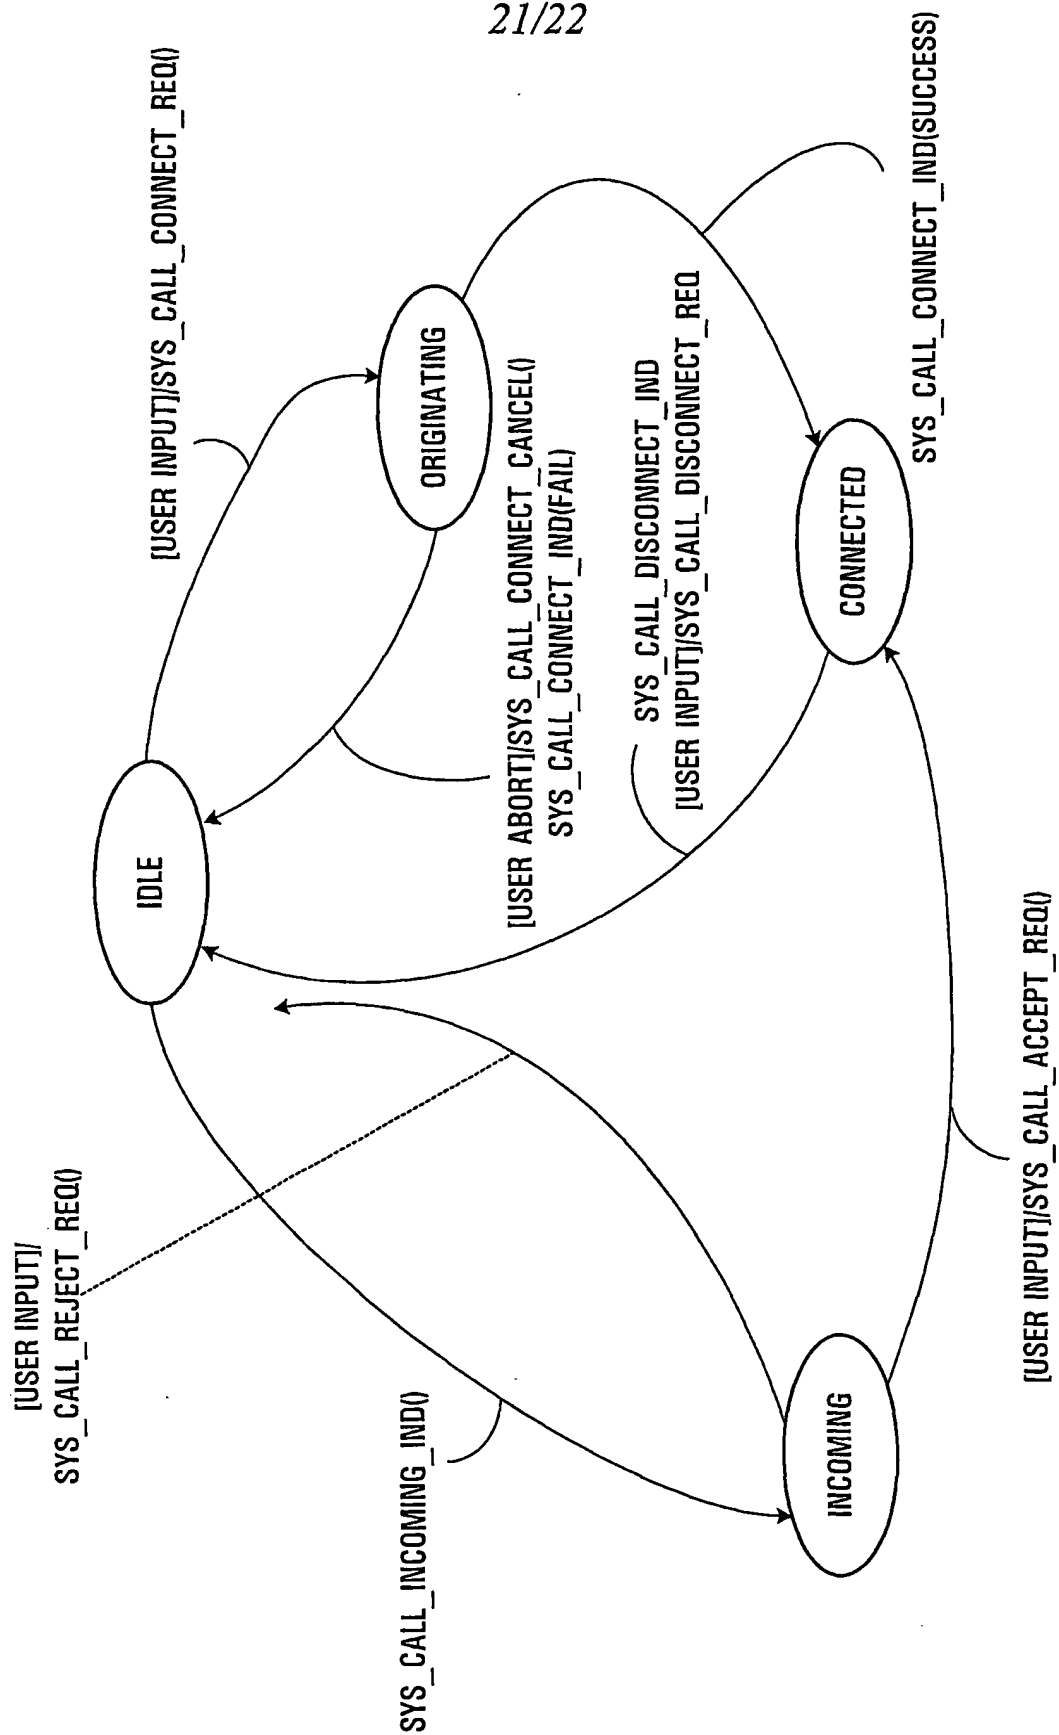 21/22
[USER INPUT]/
SYS_CALL_REJECT_REQ()
SYS_CALL_INCOMING_IND()
IDLE
[USER INPUT]/SYS_CALL_CONNECT_REQ()
ORIGINATING
[USER ABORT]/SYS_CALL_CONNECT_CANCEL()
SYS_CALL_CONNECT_IND(FAIL)
SYS_CALL_DISCONNECT_IND
[USER INPUT]/SYS_CALL_DISCONNECT_REQ
INCOMING
CONNECTED
SYS_CALL_CONNECT_IND(SUCCESS)
[USER INPUT]/SYS_CALL_ACCEPT_REQ()